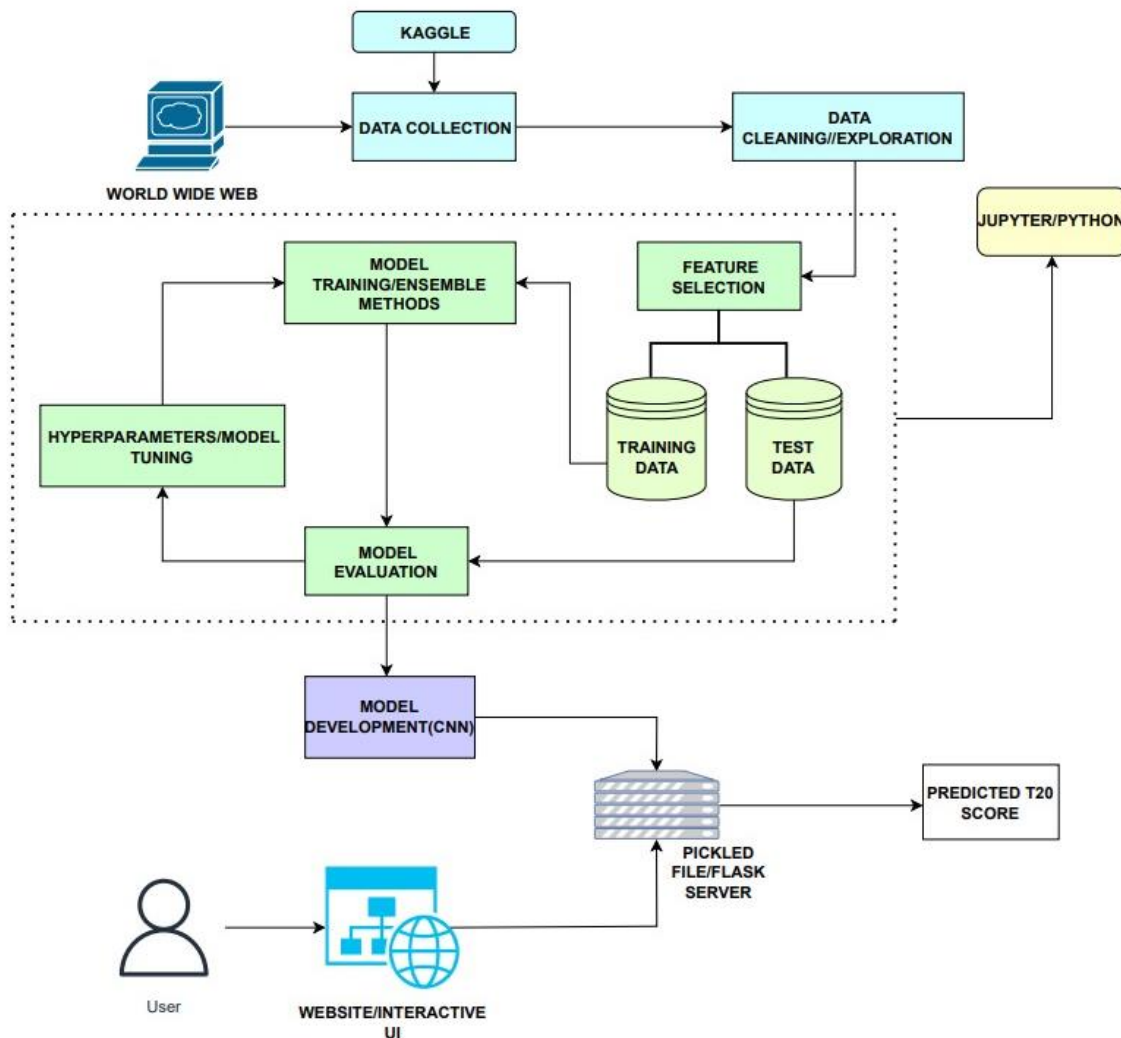 KAGGLE
DATA COLLECTION
DATA
CLEANING//EXPLORATION
WORLD WIDE WEB
JUPYTER/PYTHON
MODEL
TRAINING/ENSEMBLE
METHODS
FEATURE
SELECTION
HYPERPARAMETERS/MODEL
TUNING
TRAINING
DATA
TEST
DATA
MODEL
EVALUATION
MODEL
DEVELOPMENT(CNN)
PREDICTED T20
SCORE
PICKLED
FILE/FLASK
SERVER
User
WEBSITE/INTERACTIVE
UI